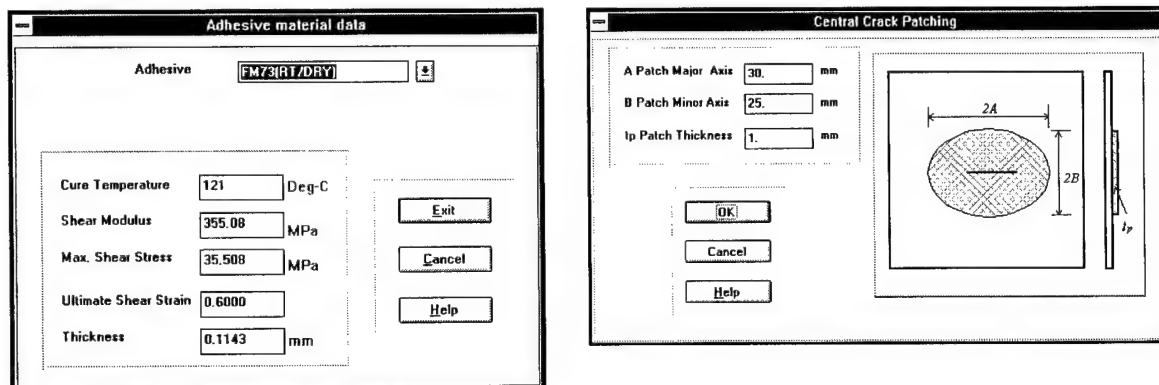 Adhesive material data
Adhesive FM73(RT/DRY)
Cure Temperature 121 Deg-C
Shear Modulus 355.08 MPa
Max. Shear Stress 35.508 MPa
Ultimate Shear Strain 0.6000
Thickness 0.1143 mm
Exit
Cancel
Help
Central Crack Patching
A Patch Major Axis 30. mm
B Patch Minor Axis 25. mm
tp Patch Thickness 1. mm
OK
Cancel
Help
2A
2B
tp